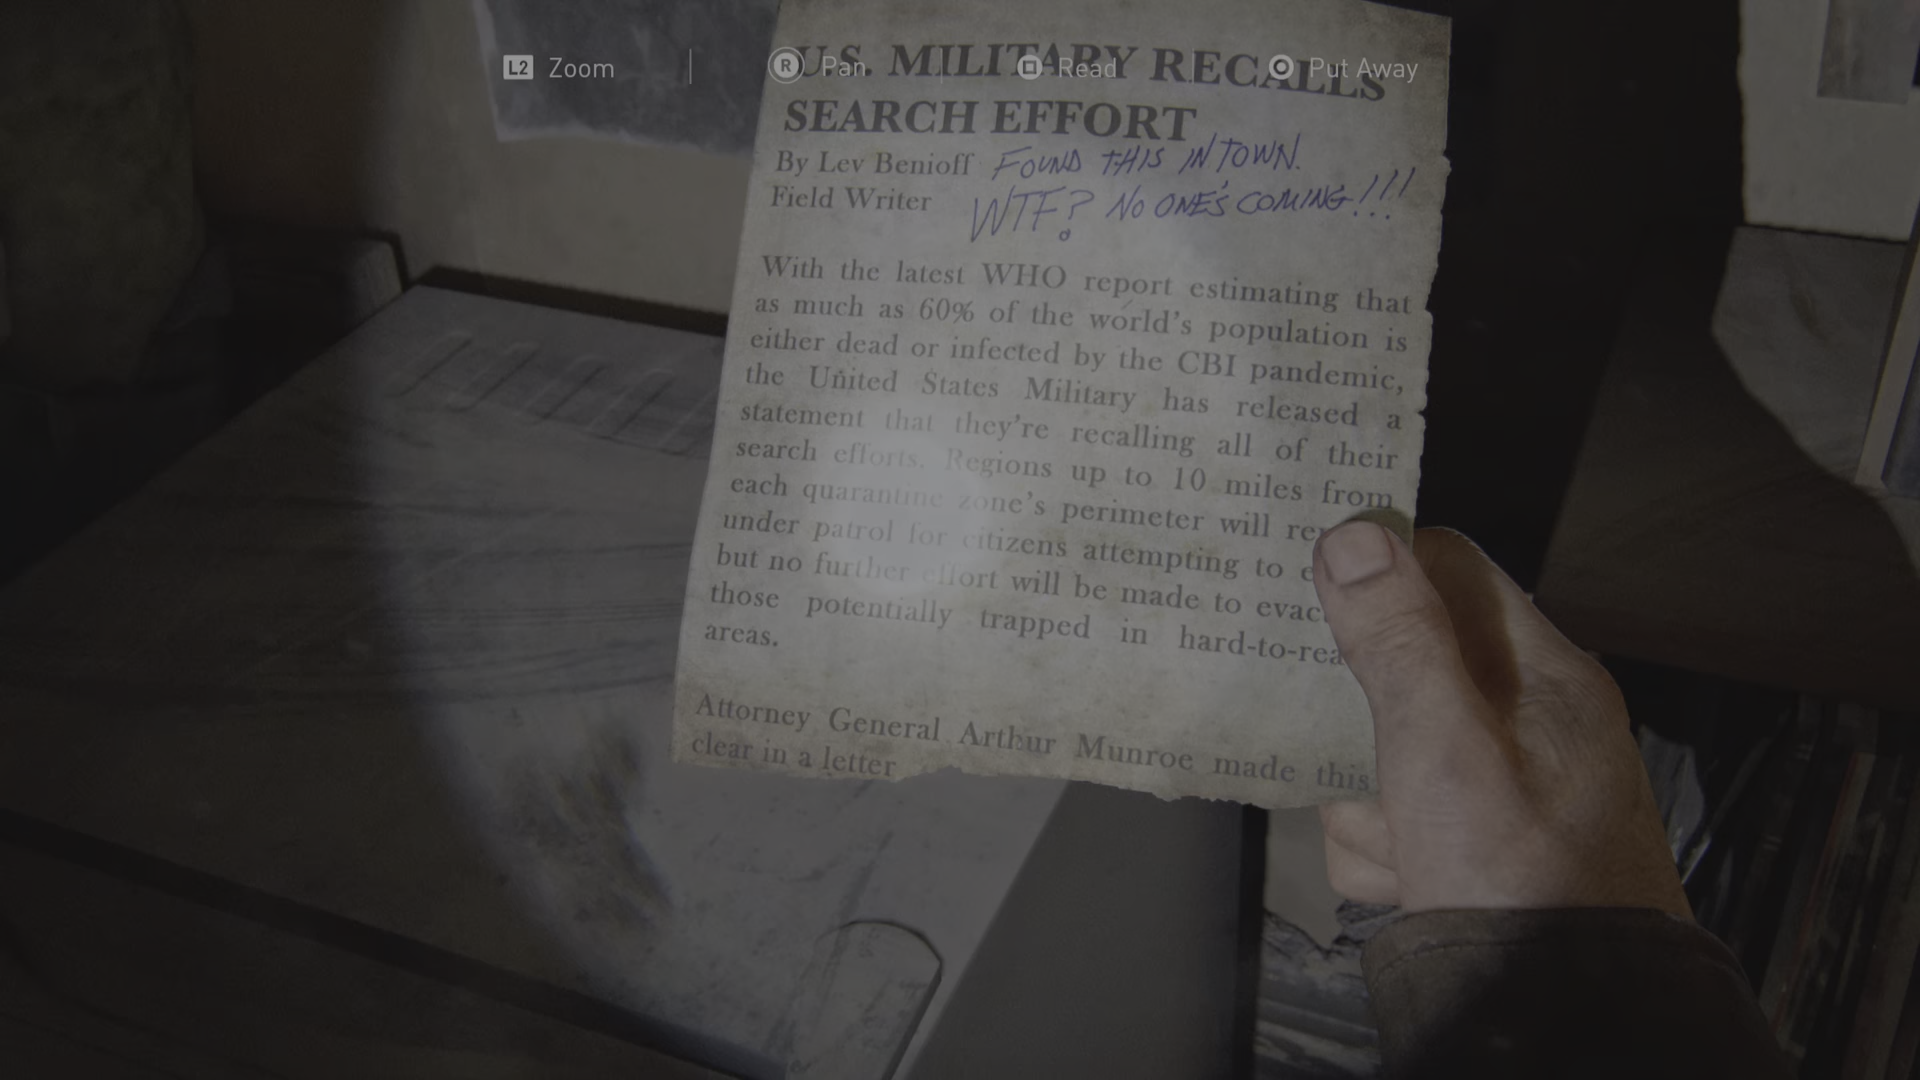 L2 Zoom | R Pan Read Put Away
U.S. MILITARY RECALLS
SEARCH EFFORT
By Lev Benioff FOUND THIS IN TOWN.
Field Writer WTF? NO ONE'S COMING!!!
With the latest WHO report estimating that
as much as 60% of the world's population is
either dead or infected by the CBI pandemic,
the United States Military has released a
statement that they're recalling all of their
search efforts. Regions up to 10 miles from
each quarantine zone's perimeter will
under patrol for citizens attempting to
but no further effort will be made to
those potentially trapped in
areas.
Attorney General Arthur Munroe made this
clear in a letter